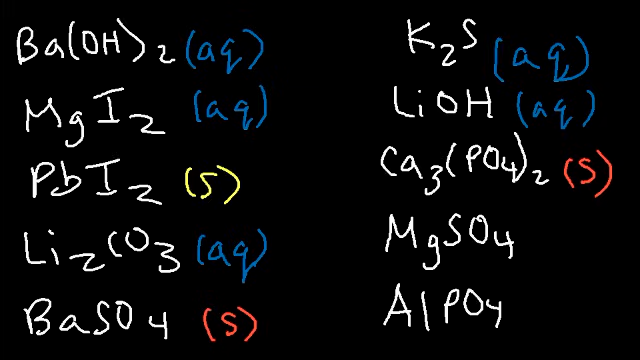 Ba(OH)2 (aq)
MgI2 (aq)
PbI2 (s)
Li2CO3 (aq)
BaSO4 (s)
K2S (aq)
LiOH (aq)
Ca3(PO4)2 (s)
MgSO4
AlPO4